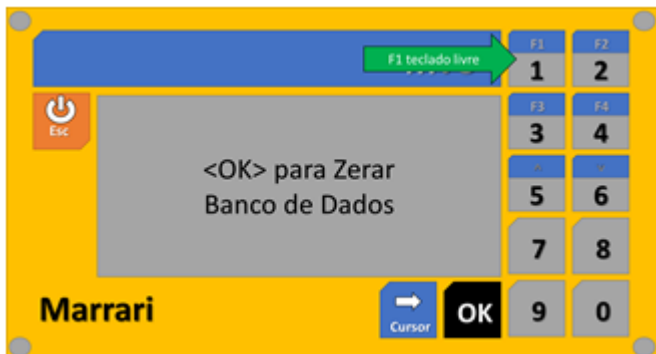 F1 teclado livre
F1
1
F2
2
Esc
F3
3
F4
4
<OK> para Zerar
Banco de Dados
5
6
7
8
Marrari
Cursor
OK
9
0